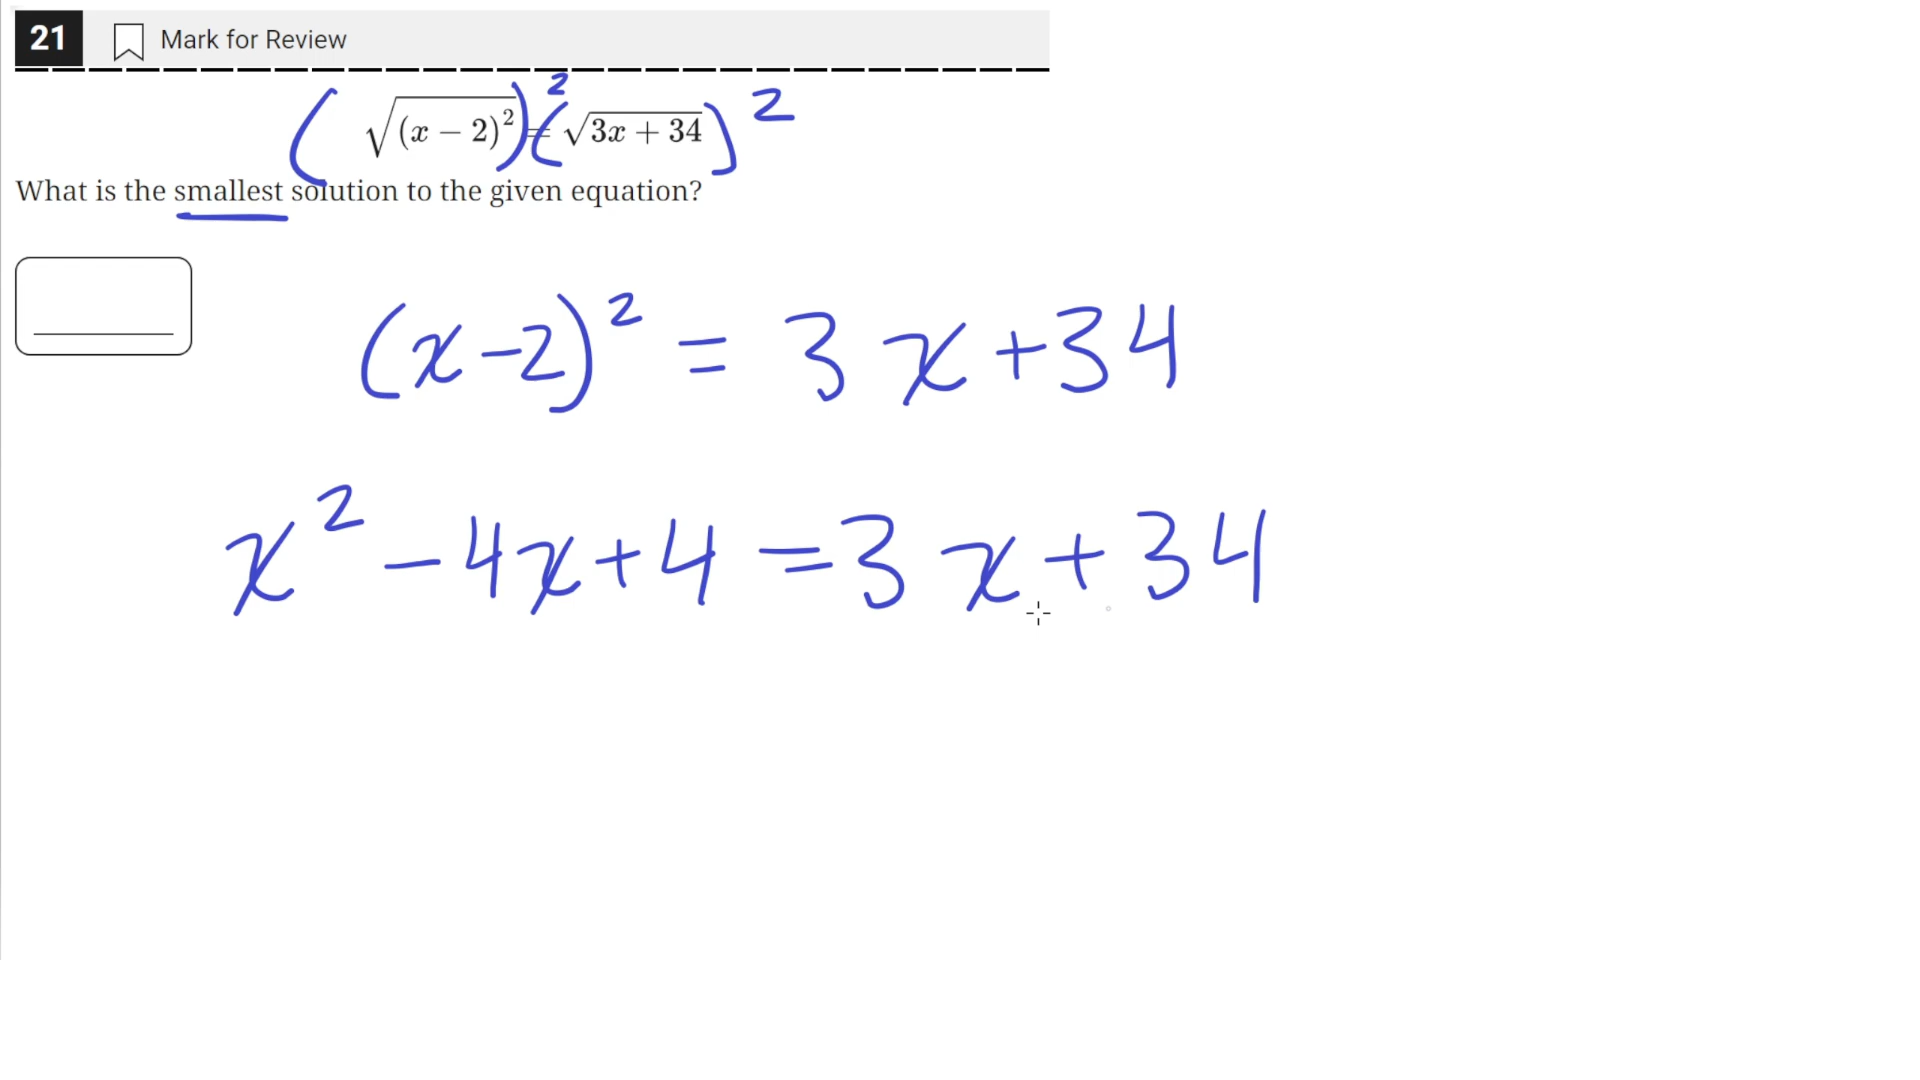 21 Mark for Review
(√(x − 2)²)² = (√3x + 34)²
What is the smallest solution to the given equation?
(x-2)² = 3x+34
x² - 4x + 4 = 3x + 34